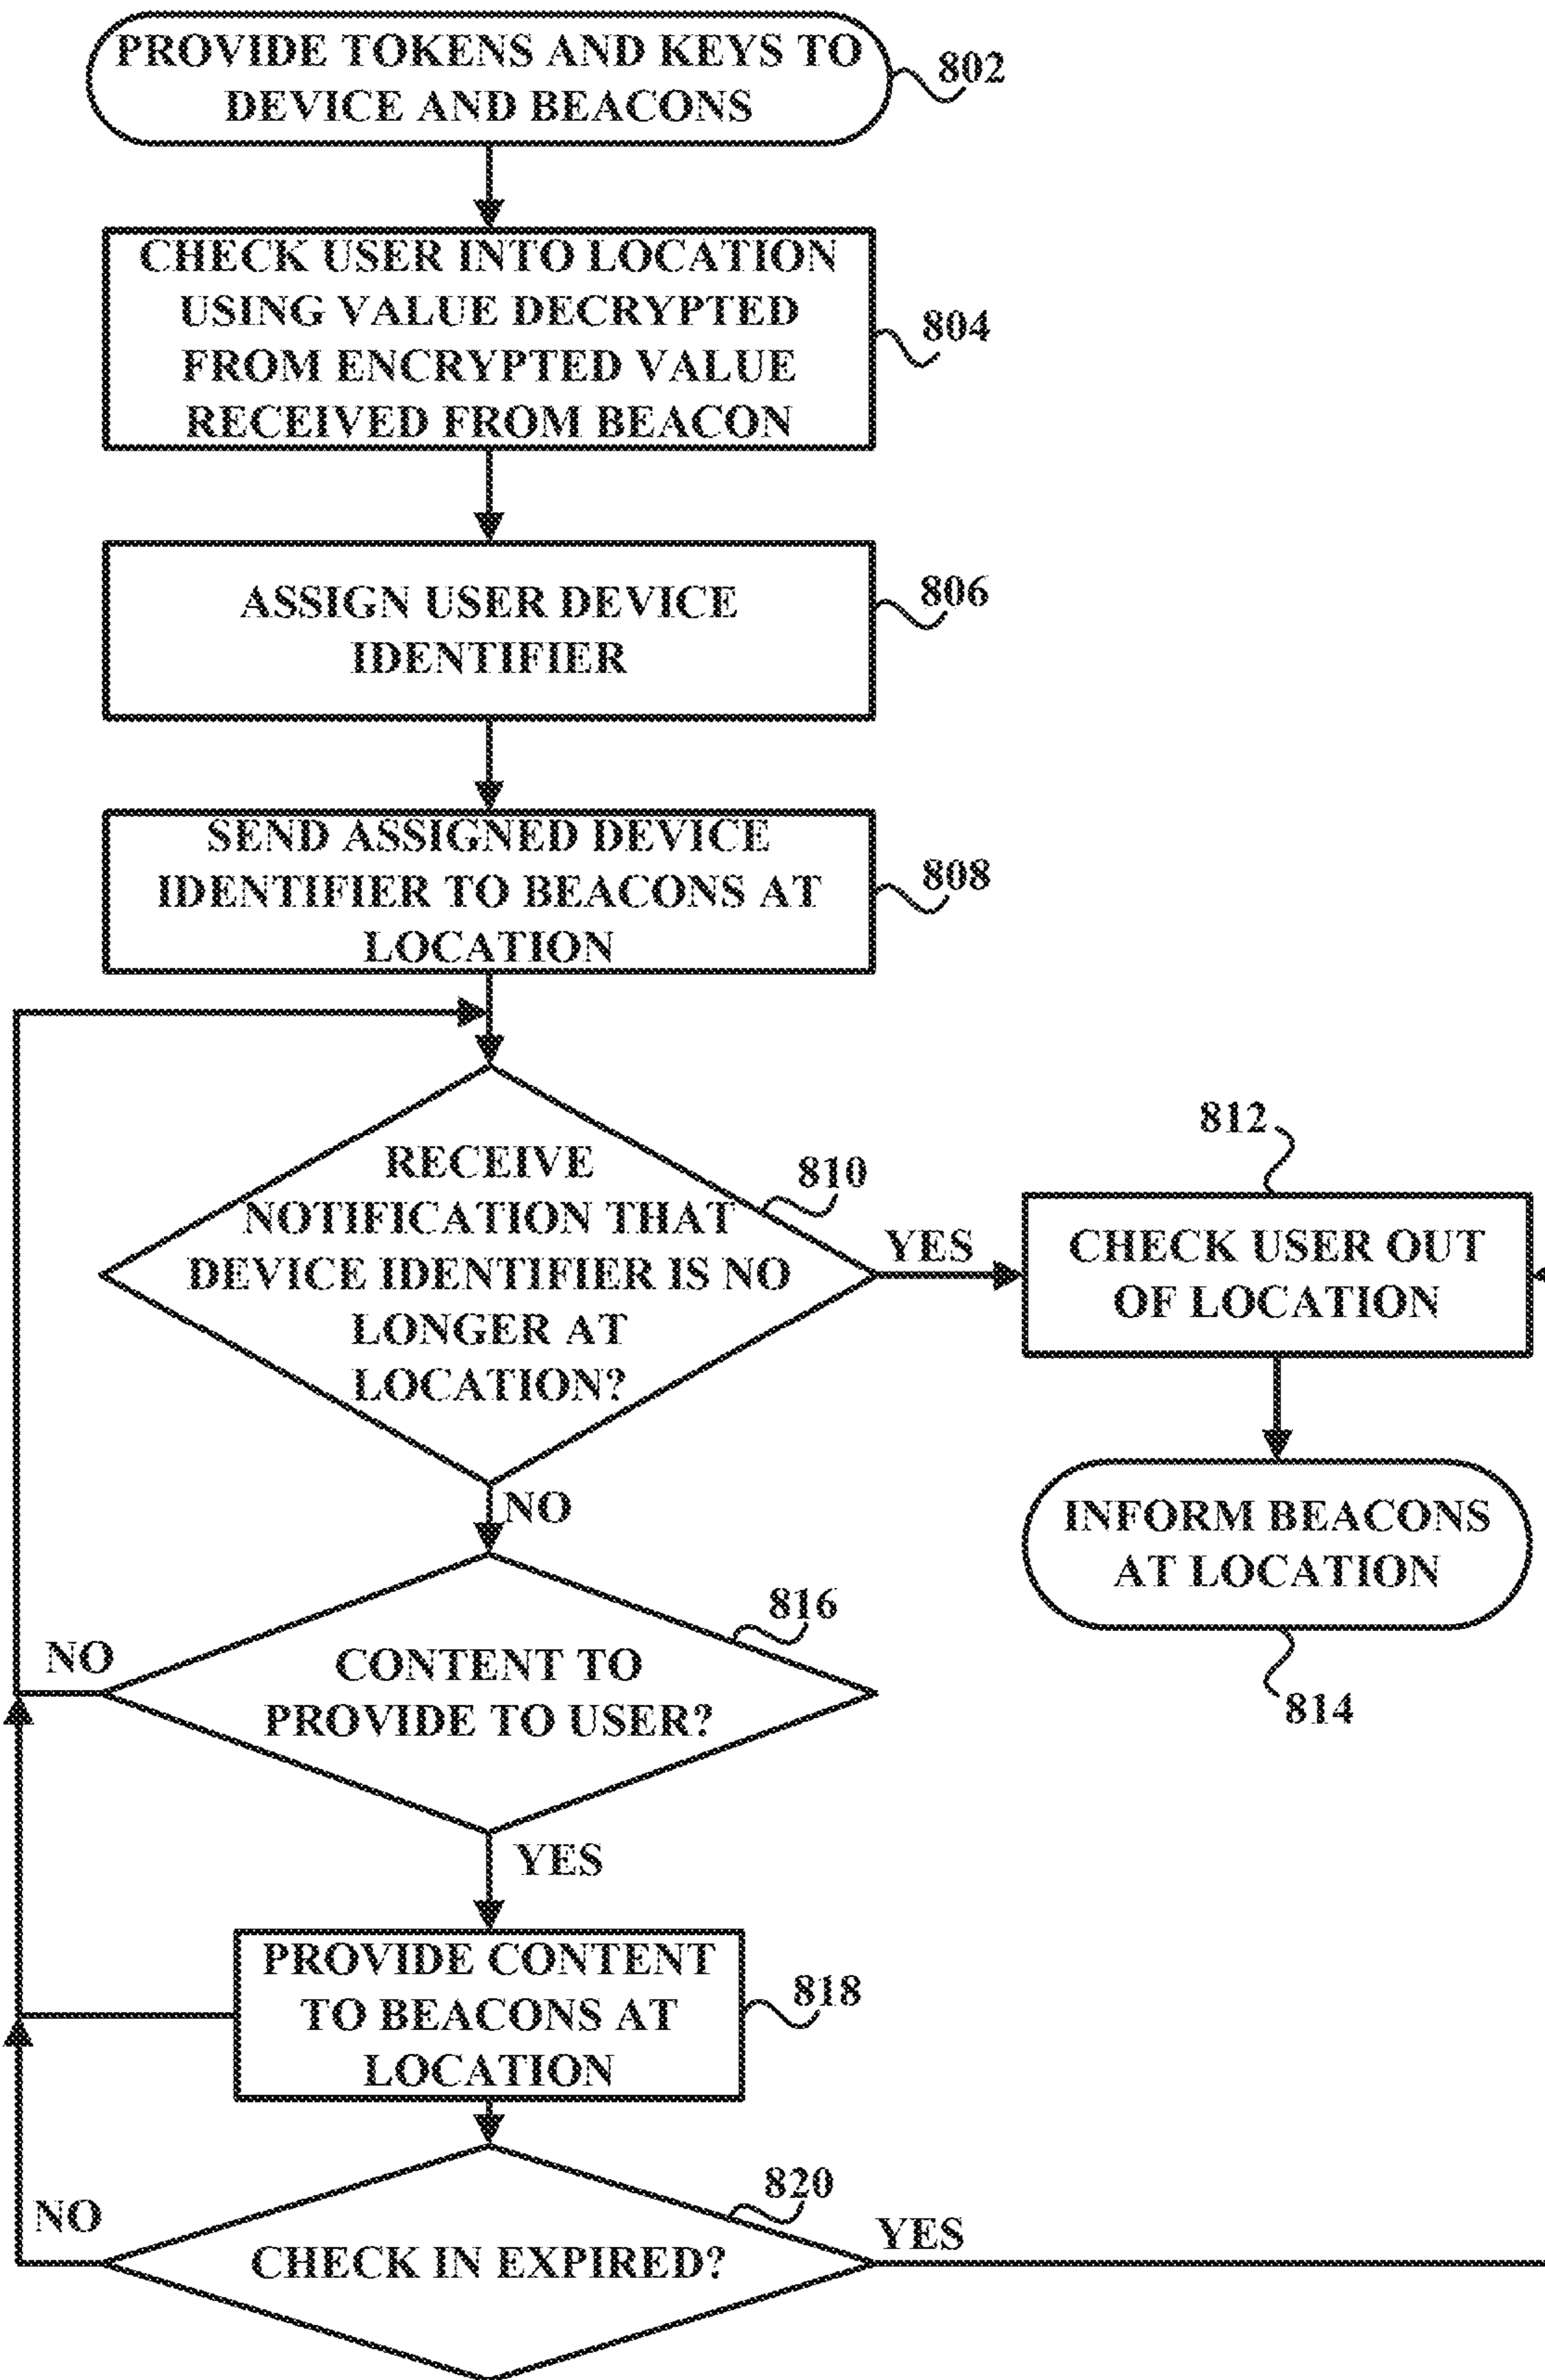 PROVIDE TOKENS AND KEYS TO
DEVICE AND BEACONS
802
CHECK USER INTO LOCATION
USING VALUE DECRYPTED
FROM ENCRYPTED VALUE
RECEIVED FROM BEACON
804
ASSIGN USER DEVICE
IDENTIFIER
806
SEND ASSIGNED DEVICE
IDENTIFIER TO BEACONS AT
LOCATION
808
RECEIVE
NOTIFICATION THAT
DEVICE IDENTIFIER IS NO
LONGER AT
LOCATION?
810
YES
812
CHECK USER OUT
OF LOCATION
INFORM BEACONS
AT LOCATION
814
NO
CONTENT TO
PROVIDE TO USER?
816
NO
YES
PROVIDE CONTENT
TO BEACONS AT
LOCATION
818
CHECK IN EXPIRED?
820
NO
YES